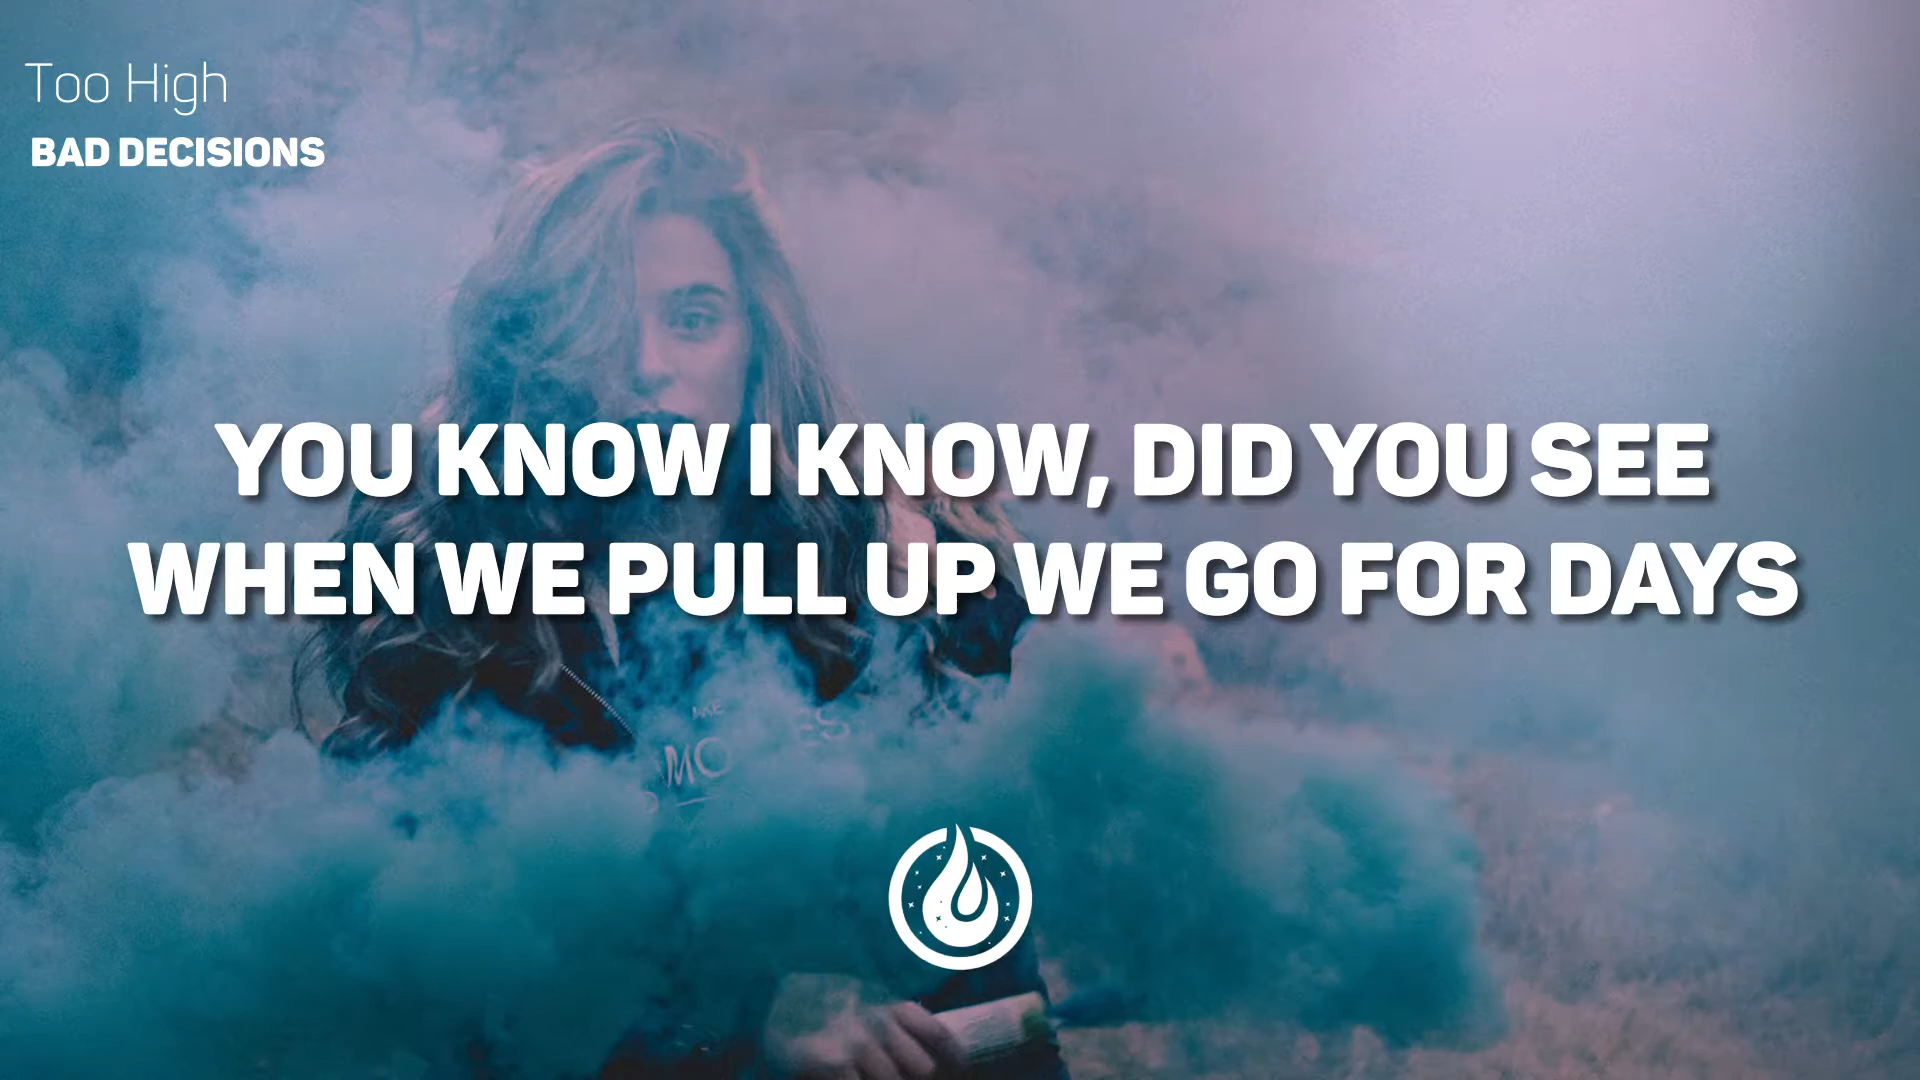 Too High
BAD DECISIONS
YOU KNOW I KNOW, DID YOU SEE
WHEN WE PULL UP WE GO FOR DAYS